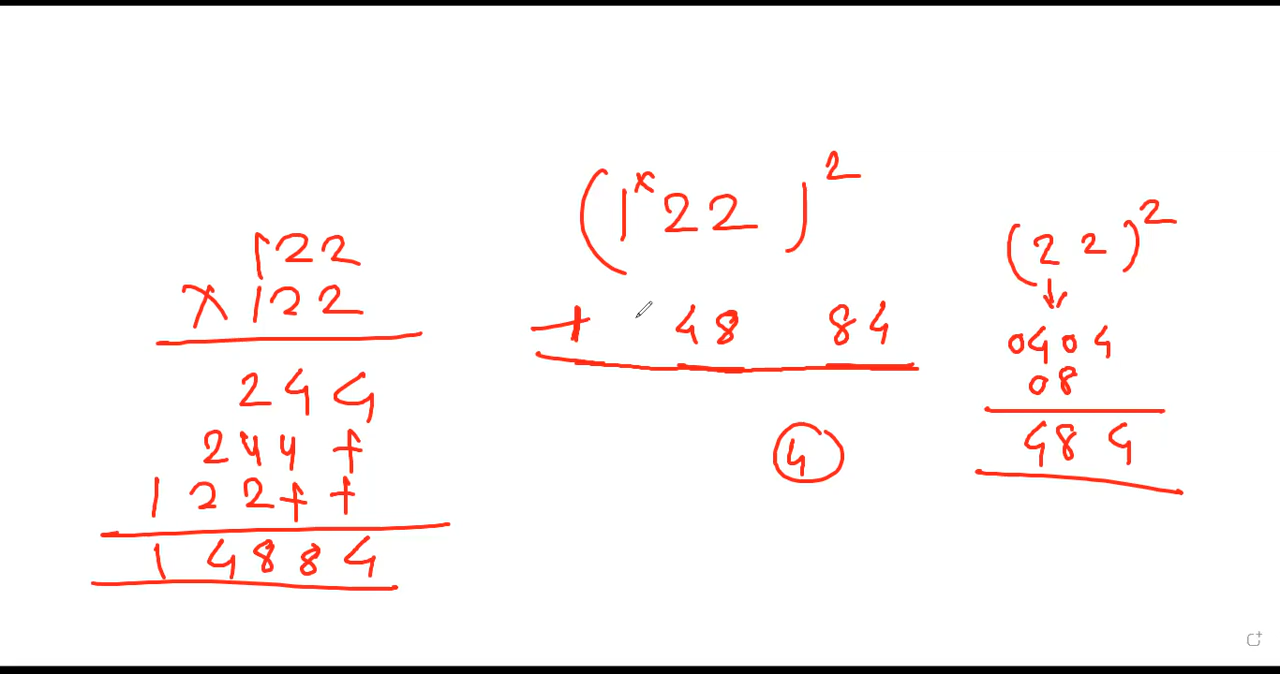 122
X 122
244
244 +
122 + +
14884
(1x22)²
+ 48 84
4
(22)²
0404
08
484